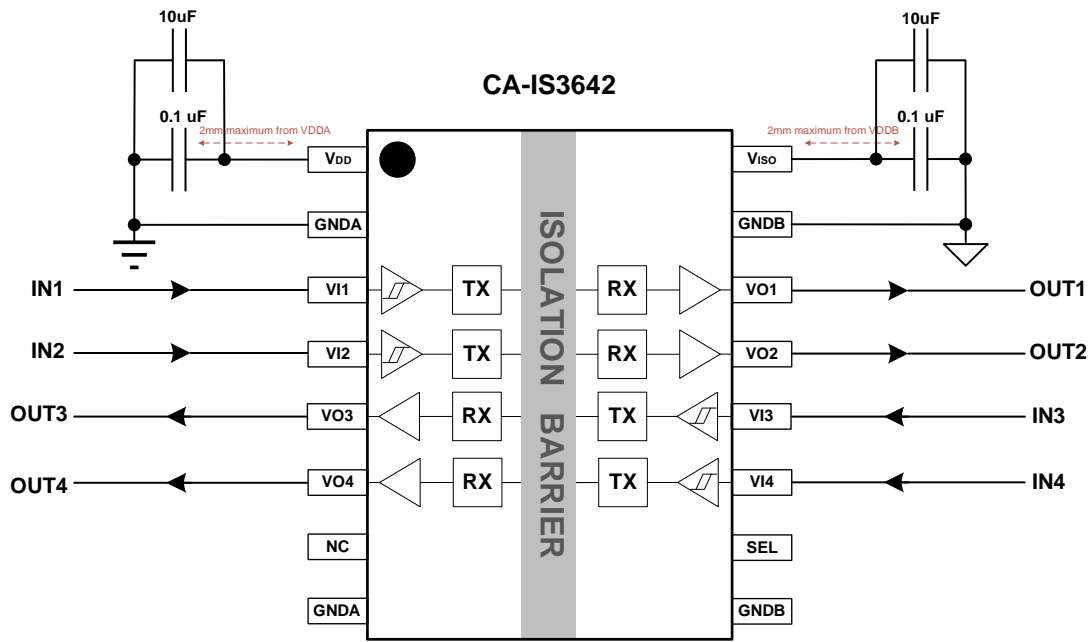 10uF
10uF
CA-IS3642
0.1 uF
0.1 uF
2mm maximum from VDDA
2mm maximum from VDDB
VDD
VISO
GNDA
GNDB
ISOLATION BARRIER
IN1
VI1
TX
RX
VO1
OUT1
IN2
VI2
TX
RX
VO2
OUT2
OUT3
VO3
RX
TX
VI3
IN3
OUT4
VO4
RX
TX
VI4
IN4
NC
SEL
GNDA
GNDB